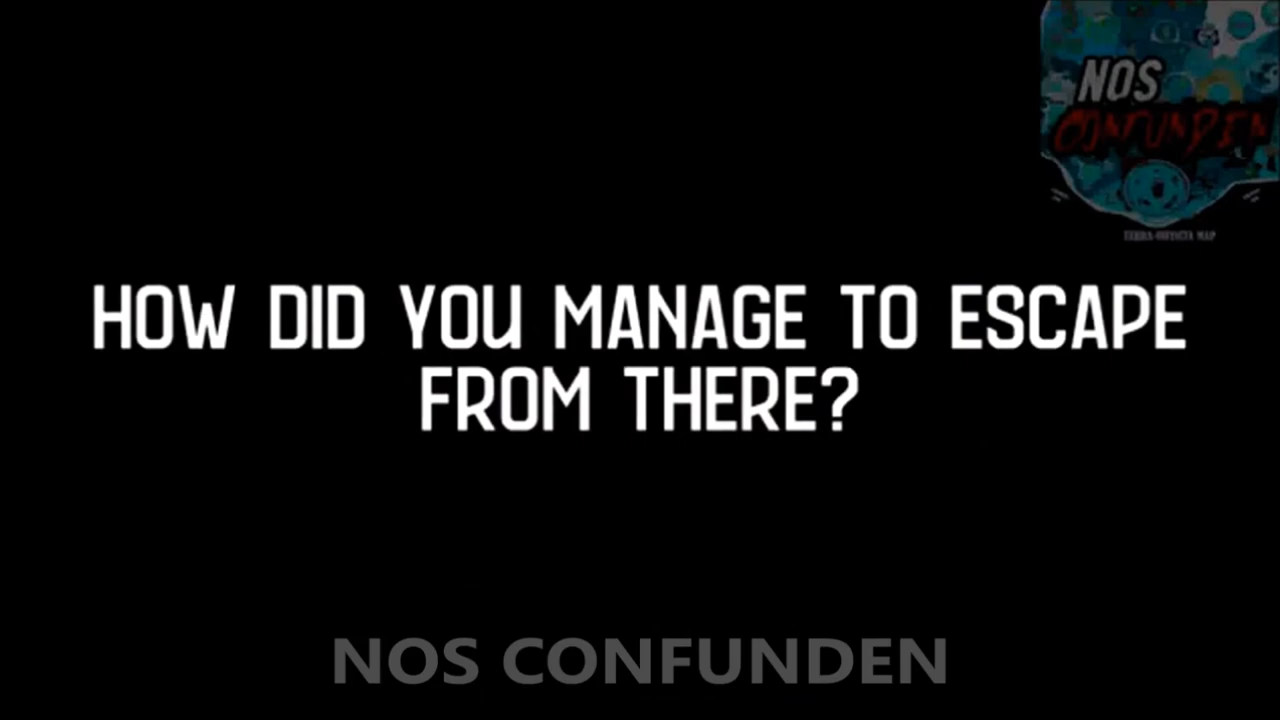 NOS
CONFUNDEN
HOW DID YOU MANAGE TO ESCAPE
FROM THERE?
NOS CONFUNDEN